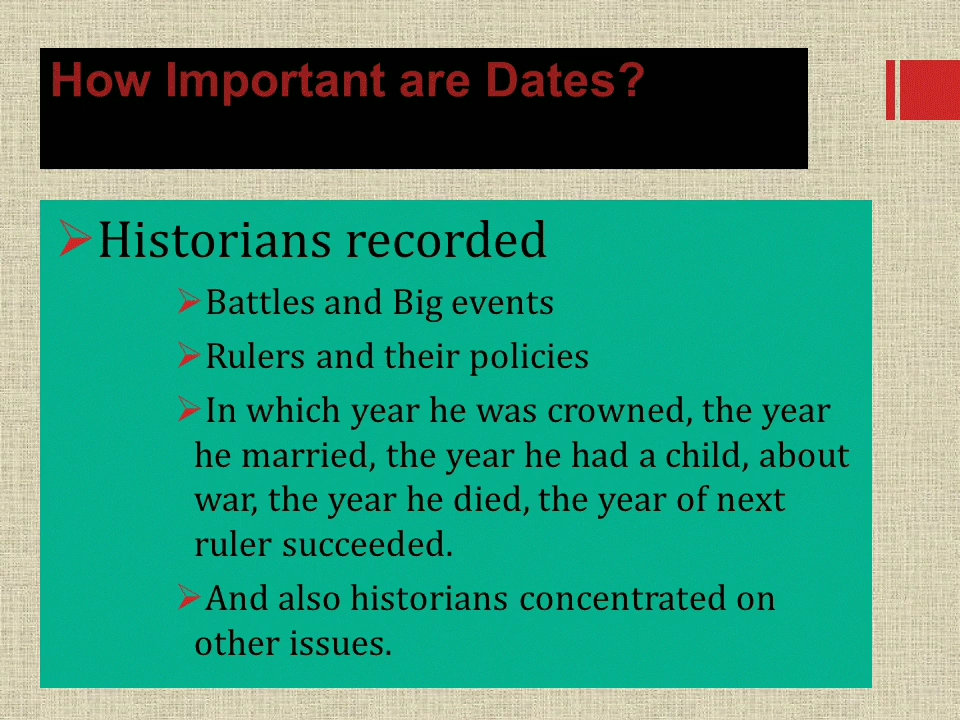 How Important are Dates?
➢Historians recorded
➢Battles and Big events
➢Rulers and their policies
➢In which year he was crowned, the year
he married, the year he had a child, about
war, the year he died, the year of next
ruler succeeded.
➢And also historians concentrated on
other issues.